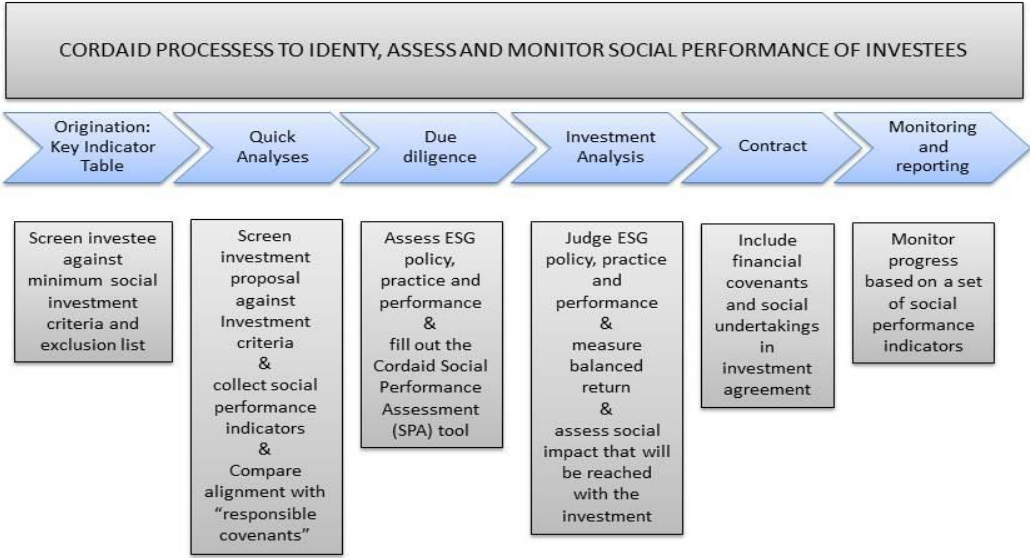 CORDAID PROCESSESS TO IDENTY, ASSESS AND MONITOR SOCIAL PERFORMANCE OF INVESTEES
Origination:
Key Indicator
Table
Quick
Analyses
Due
diligence
Investment
Analysis
Contract
Monitoring
and
reporting
Screen investee
against
minimum social
investment
criteria and
exclusion list
Screen
investment
proposal
against
Investment
criteria
&
collect social
performance
indicators
&
Compare
alignment with
“responsible
covenants”
Assess ESG
policy,
practice and
performance
&
fill out the
Cordaid Social
Performance
Assessment
(SPA) tool
Judge ESG
policy, practice
and
performance
&
measure
balanced
return
&
assess social
impact that will
be reached
with the
investment
Include
financial
covenants
and social
undertakings
in
investment
agreement
Monitor
progress
based on a set
of social
performance
indicators